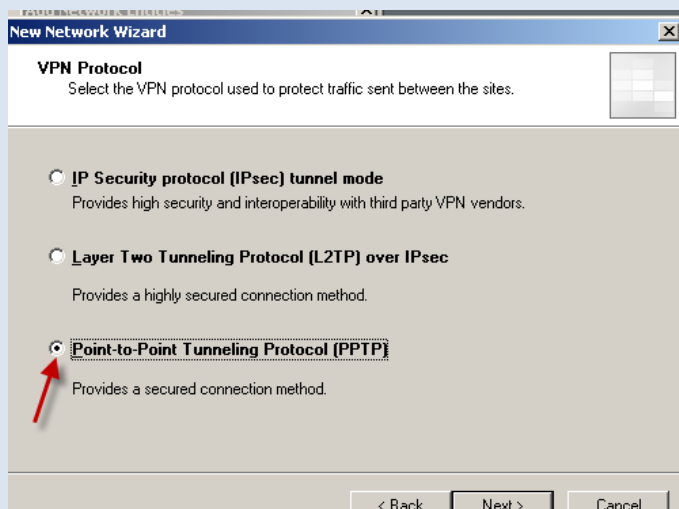 Add Network Entities
New Network Wizard
VPN Protocol
Select the VPN protocol used to protect traffic sent between the sites.
IP Security protocol (IPsec) tunnel mode
Provides high security and interoperability with third party VPN vendors.
Layer Two Tunneling Protocol (L2TP) over IPsec
Provides a highly secured connection method.
Point-to-Point Tunneling Protocol (PPTP)
Provides a secured connection method.
< Back Next > Cancel